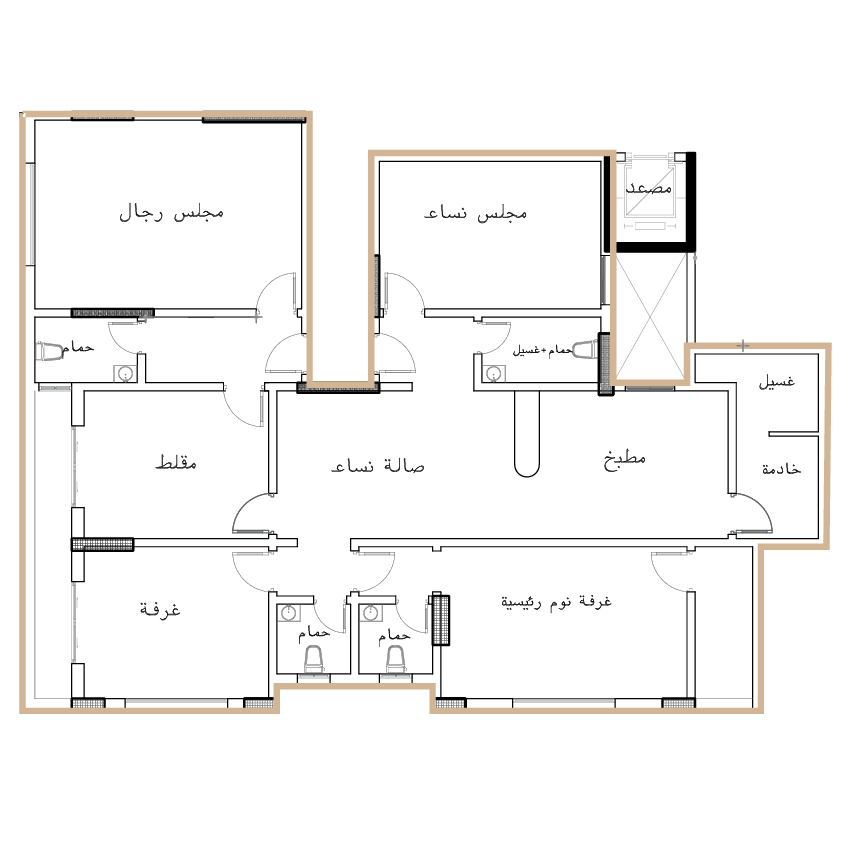 مصعد
مجلس رجال
مجلس نساء
حمام
حمام+غسيل
غسيل
مقلط
صالة نساء
مطبخ
خادمة
غرفة
غرفة نوم رئيسية
حمام
حمام